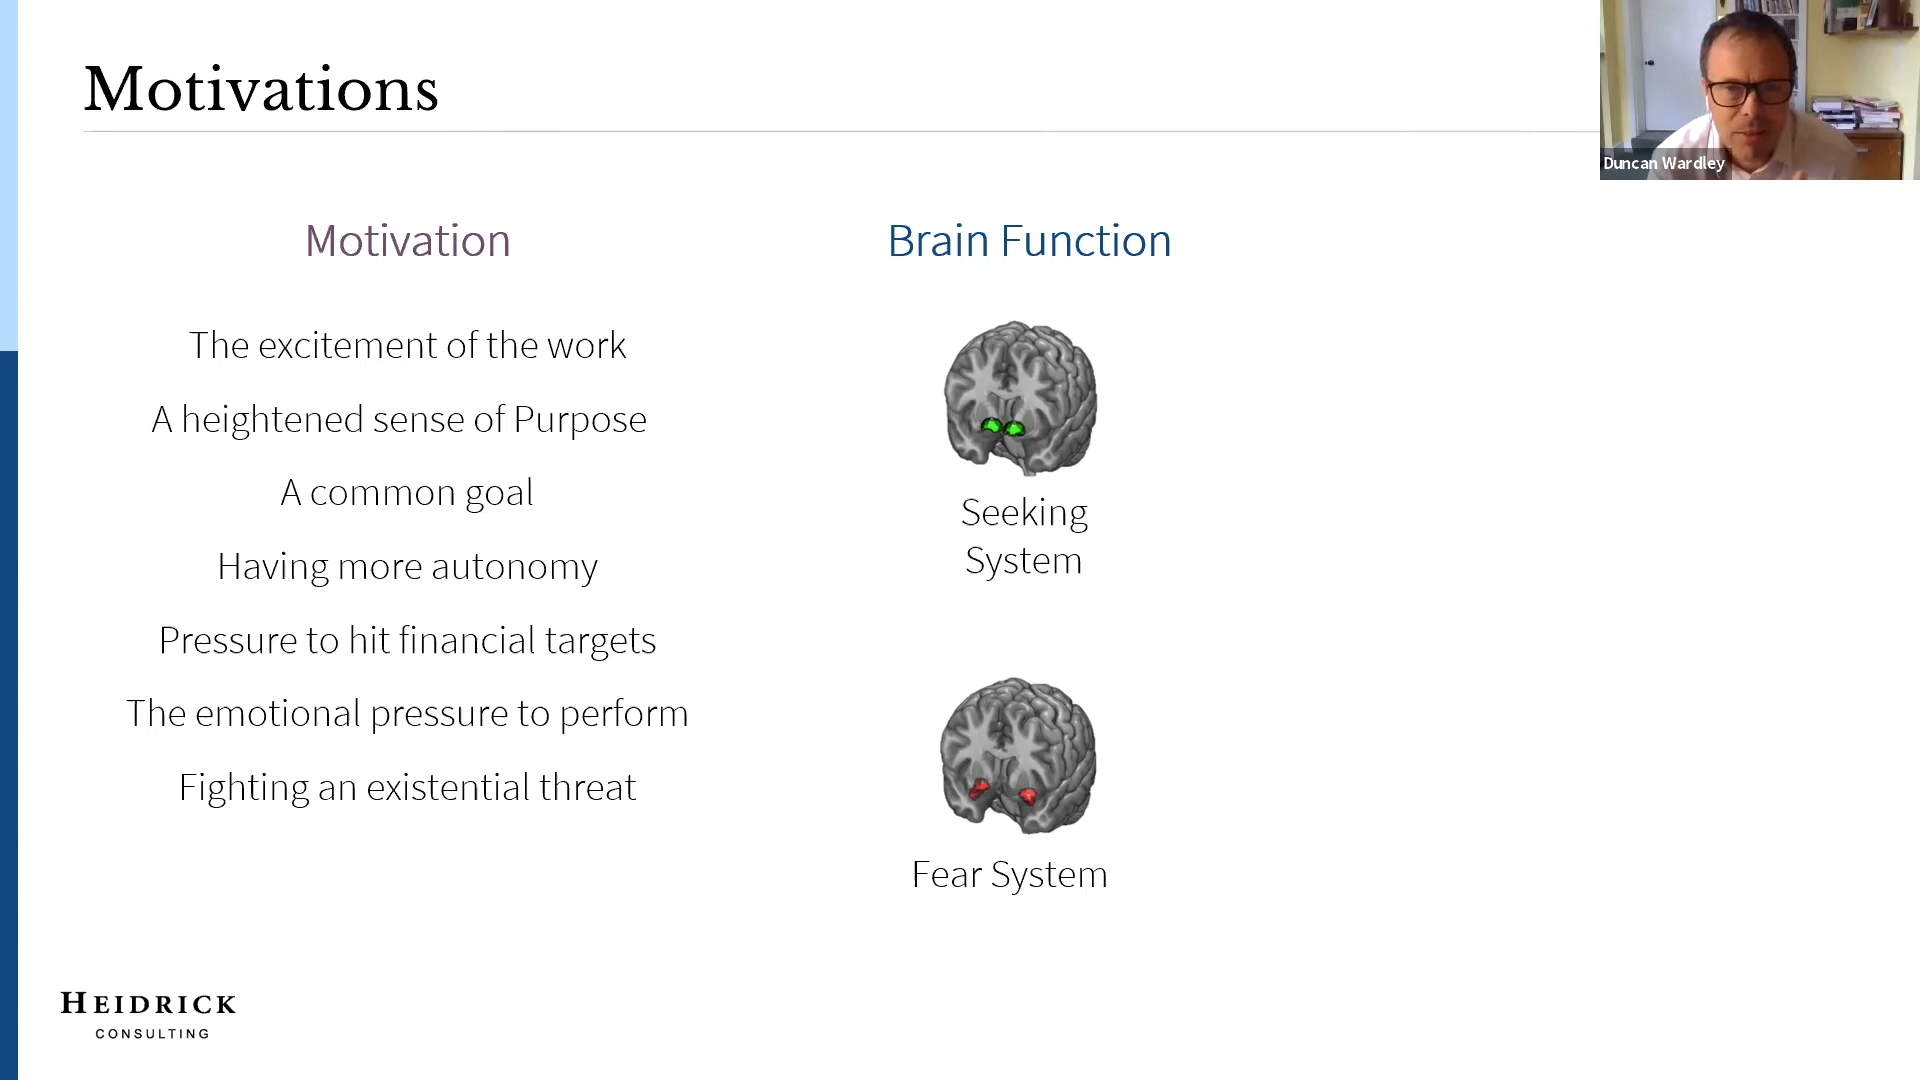 Motivations
Duncan Wardley
Motivation
The excitement of the work
A heightened sense of Purpose
A common goal
Having more autonomy
Pressure to hit financial targets
The emotional pressure to perform
Fighting an existential threat
Brain Function
Seeking
System
Fear System
HEIDRICK
CONSULTING